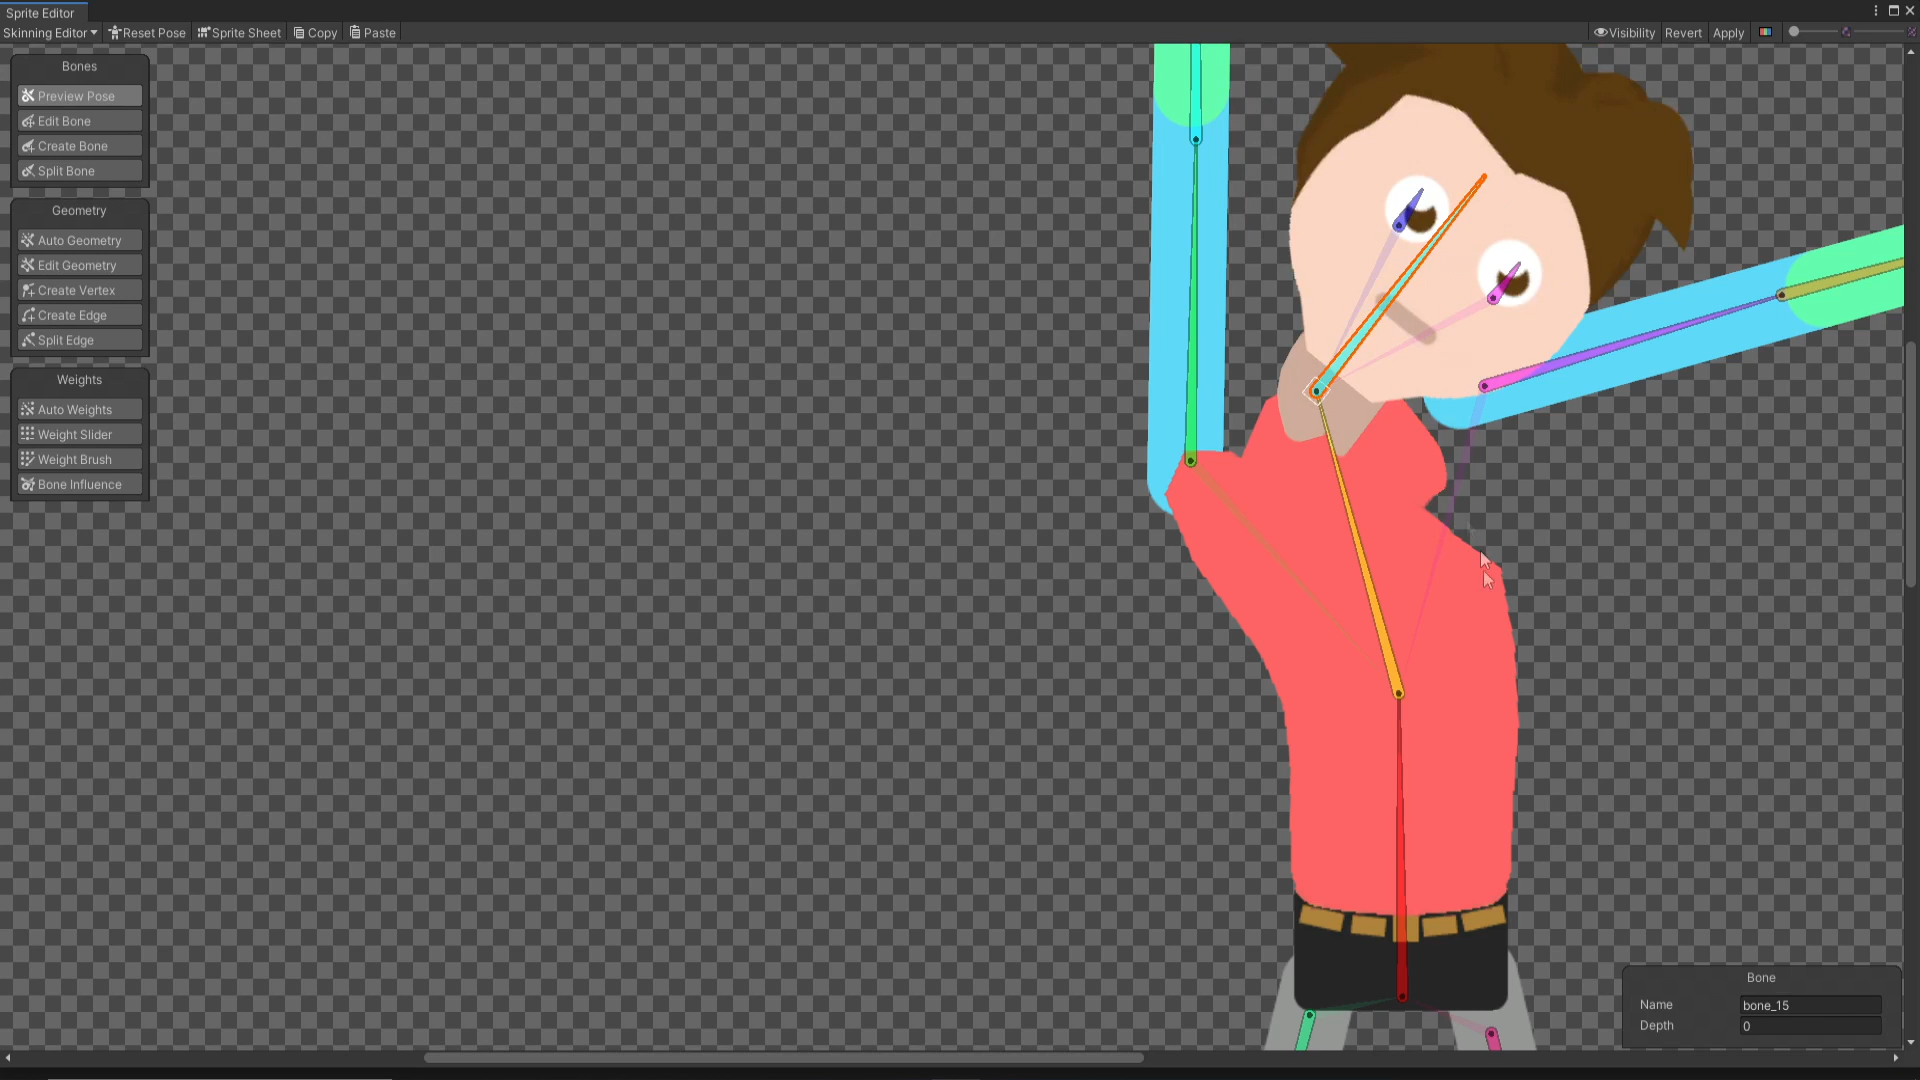 Sprite Editor
Skinning Editor Reset Pose Sprite Sheet Copy Paste Visibility Revert Apply
Bones
Preview Pose
Edit Bone
Create Bone
Split Bone
Geometry
Auto Geometry
Edit Geometry
Create Vertex
Create Edge
Split Edge
Weights
Auto Weights
Weight Slider
Weight Brush
Bone Influence
Bone
Name bone_15
Depth 0